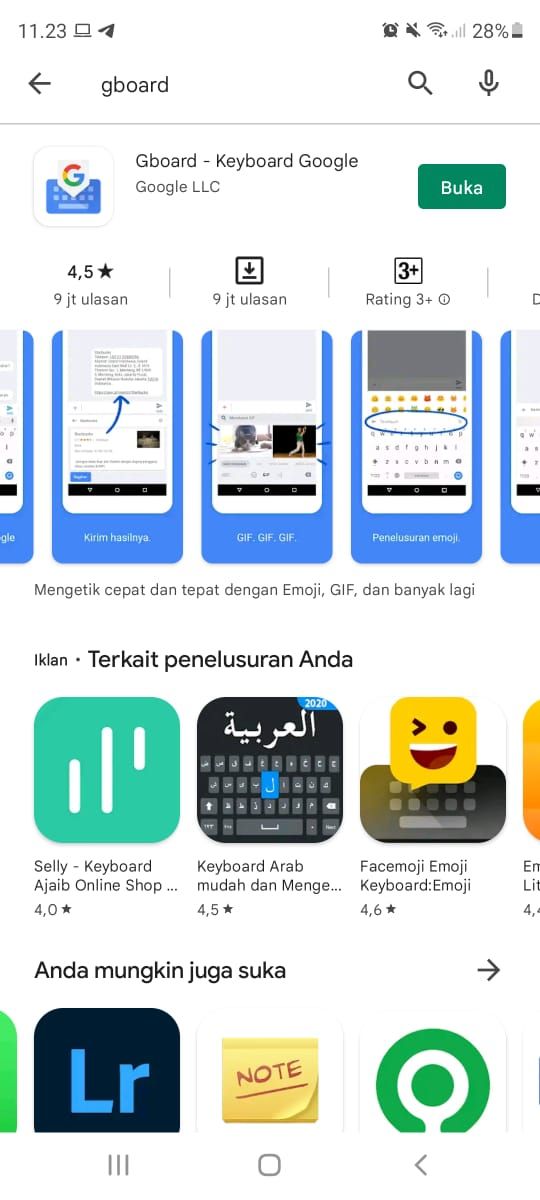 11.23
28%
gboard
Gboard - Keyboard Google
Google LLC
Buka
4,5 ★
9 jt ulasan
9 jt ulasan
3+
Rating 3+
D
gle
Kirim hasilnya.
GIF. GIF. GIF.
Penelusuran emoji.
Mengetik cepat dan tepat dengan Emoji, GIF, dan banyak lagi
Iklan · Terkait penelusuran Anda
2020
العربية
Selly - Keyboard
Ajaib Online Shop ...
4,0 ★
Keyboard Arab
mudah dan Menge...
4,5 ★
Facemoji Emoji
Keyboard:Emoji
4,6 ★
Em
Lit
4,4
Anda mungkin juga suka
Lr
NOTE